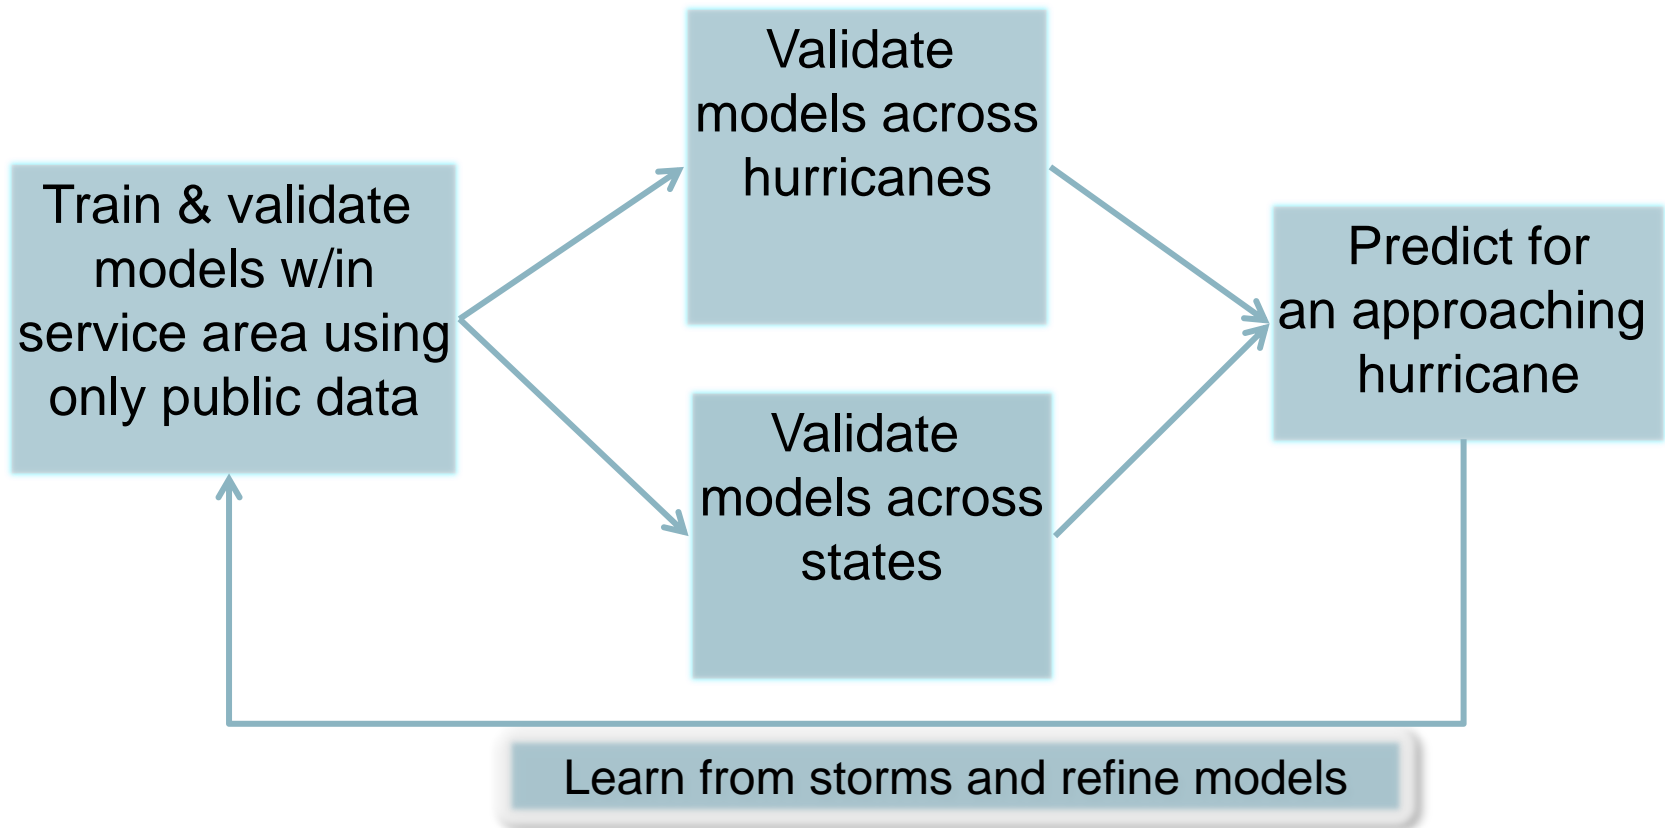 Train & validate
models w/in
service area using
only public data
Validate
models across
hurricanes
Validate
models across
states
Predict for
an approaching
hurricane
Learn from storms and refine models